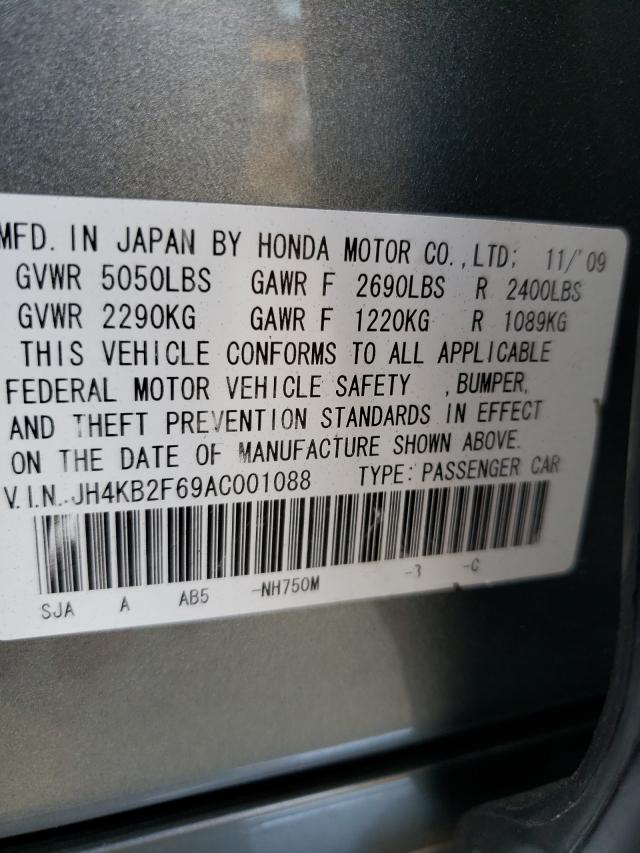 MFD. IN JAPAN BY HONDA MOTOR CO., LTD; 11/'09
GVWR 5050LBS GAWR F 2690LBS R 2400LBS
GVWR 2290KG GAWR F 1220KG R 1089KG
THIS VEHICLE CONFORMS TO ALL APPLICABLE
FEDERAL MOTOR VEHICLE SAFETY , BUMPER,
AND THEFT PREVENTION STANDARDS IN EFFECT
ON THE DATE OF MANUFACTURE SHOWN ABOVE.
V.I.N. JH4KB2F69AC001088 TYPE: PASSENGER CAR
SJA A AB5 -NH750M -3 -C